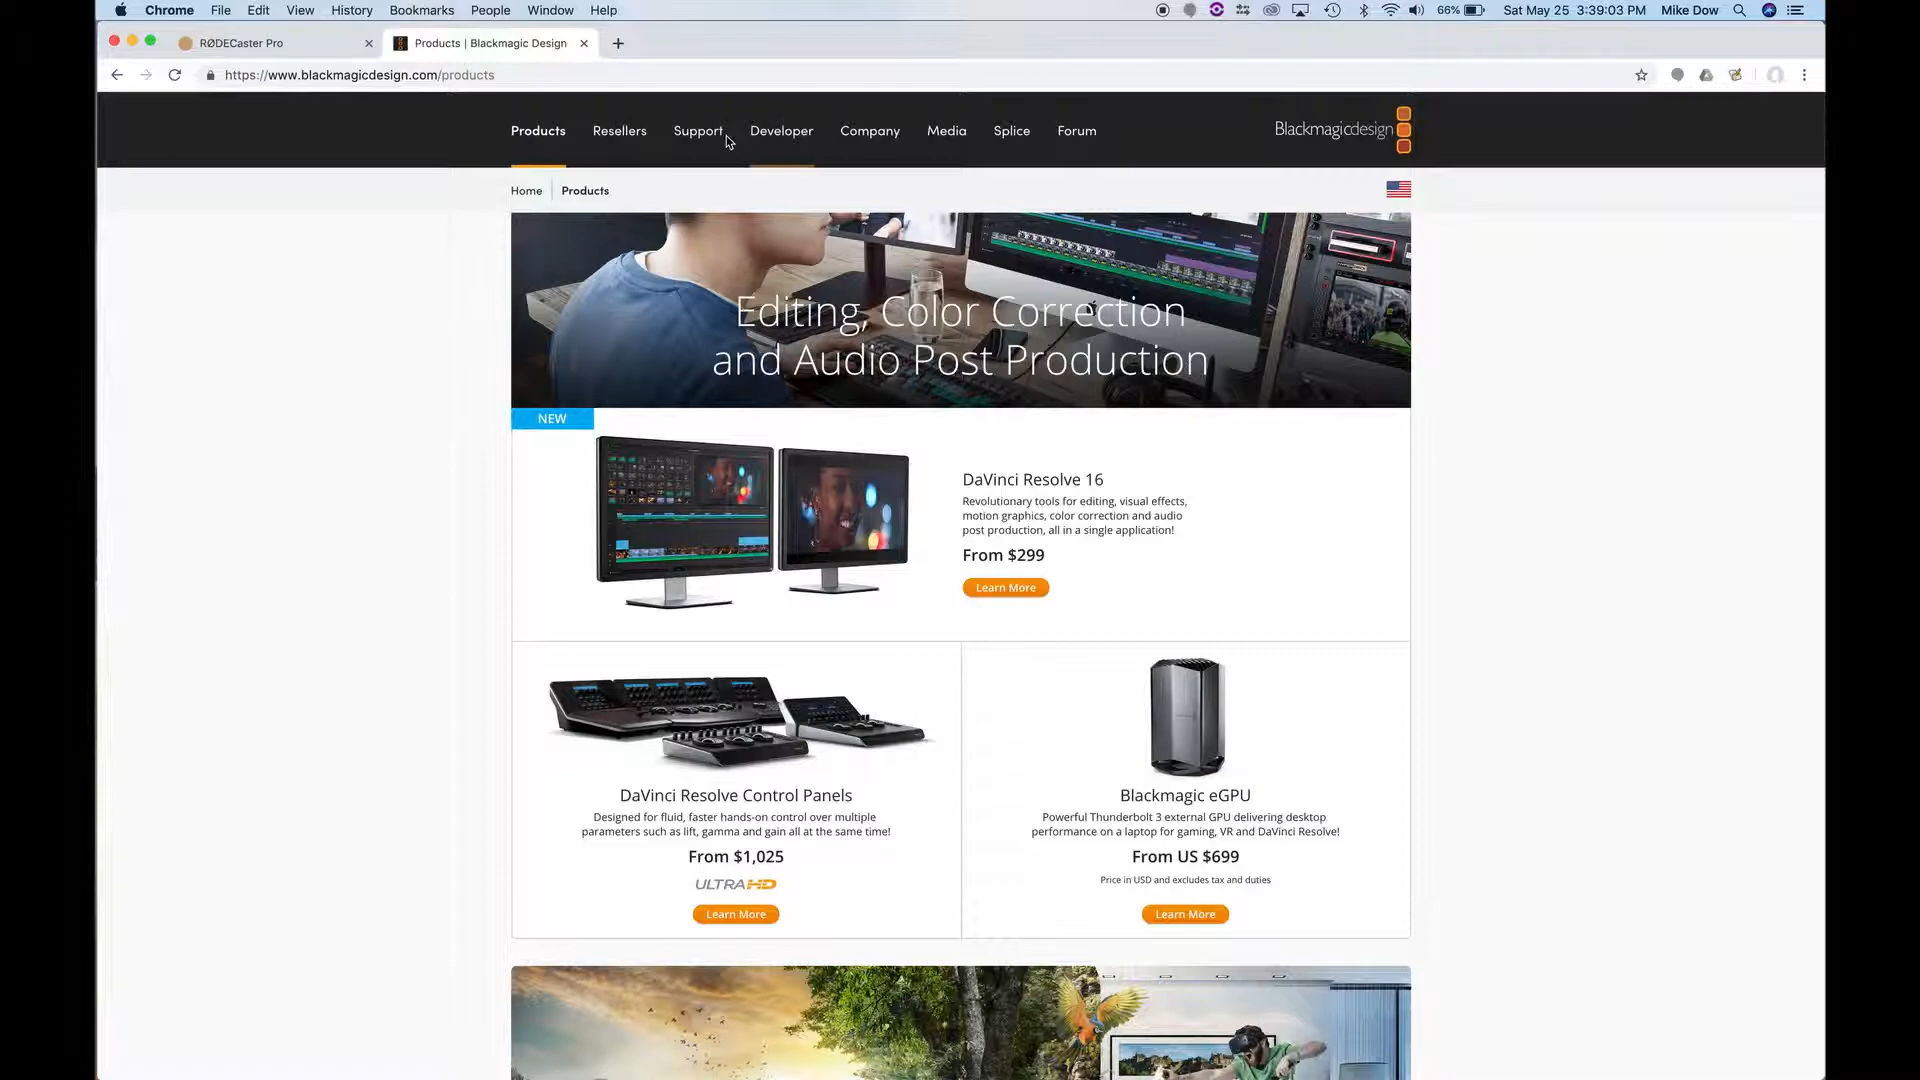 Chrome File Edit View History Bookmarks People Window Help 66% Sat May 25 3:39:03 PM Mike Dow
RØDECaster Pro Products | Blackmagic Design
https://www.blackmagicdesign.com/products
Products Resellers Support Developer Company Media Splice Forum Blackmagicdesign
Home Products
Editing, Color Correction
and Audio Post Production
NEW
DaVinci Resolve 16
Revolutionary tools for editing, visual effects,
motion graphics, color correction and audio
post production, all in a single application!
From $299
Learn More
DaVinci Resolve Control Panels
Designed for fluid, faster hands-on control over multiple
parameters such as lift, gamma and gain all at the same time!
From $1,025
ULTRA HD
Learn More
Blackmagic eGPU
Powerful Thunderbolt 3 external GPU delivering desktop
performance on a laptop for gaming, VR and DaVinci Resolve!
From US $699
Price in USD and excludes tax and duties
Learn More